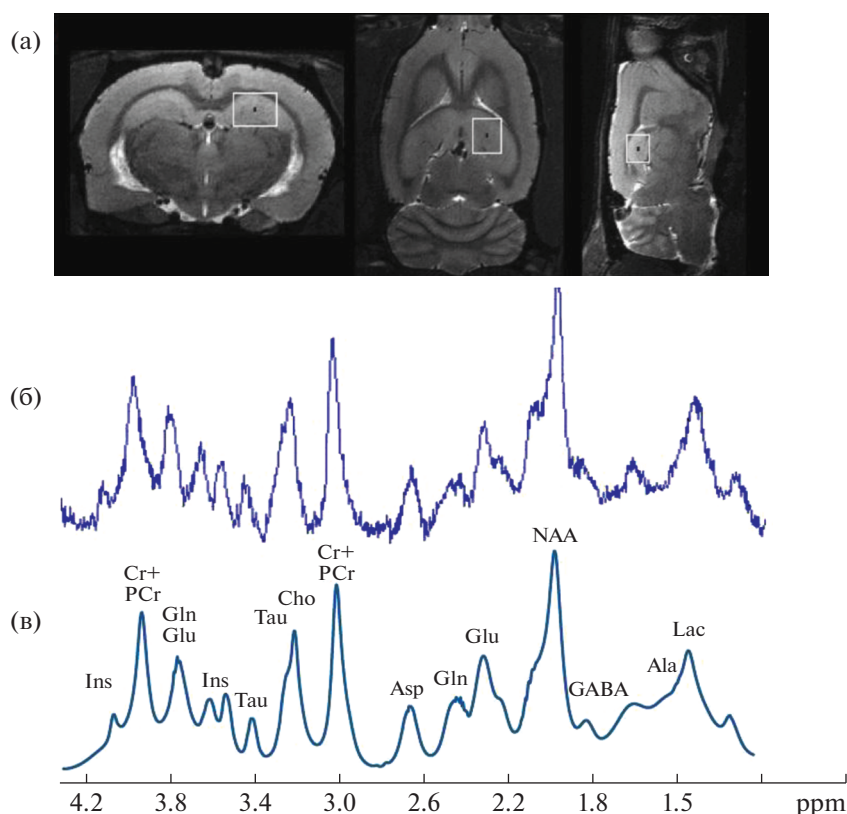 (а)
(б)
(в)
Ins
Cr+
PCr
Gln
Glu
Ins
Tau
Tau
Cho
Cr+
PCr
Asp
Gln
Glu
NAA
GABA
Ala
Lac
4.2 3.8 3.4 3.0 2.6 2.2 1.8 1.5 ppm